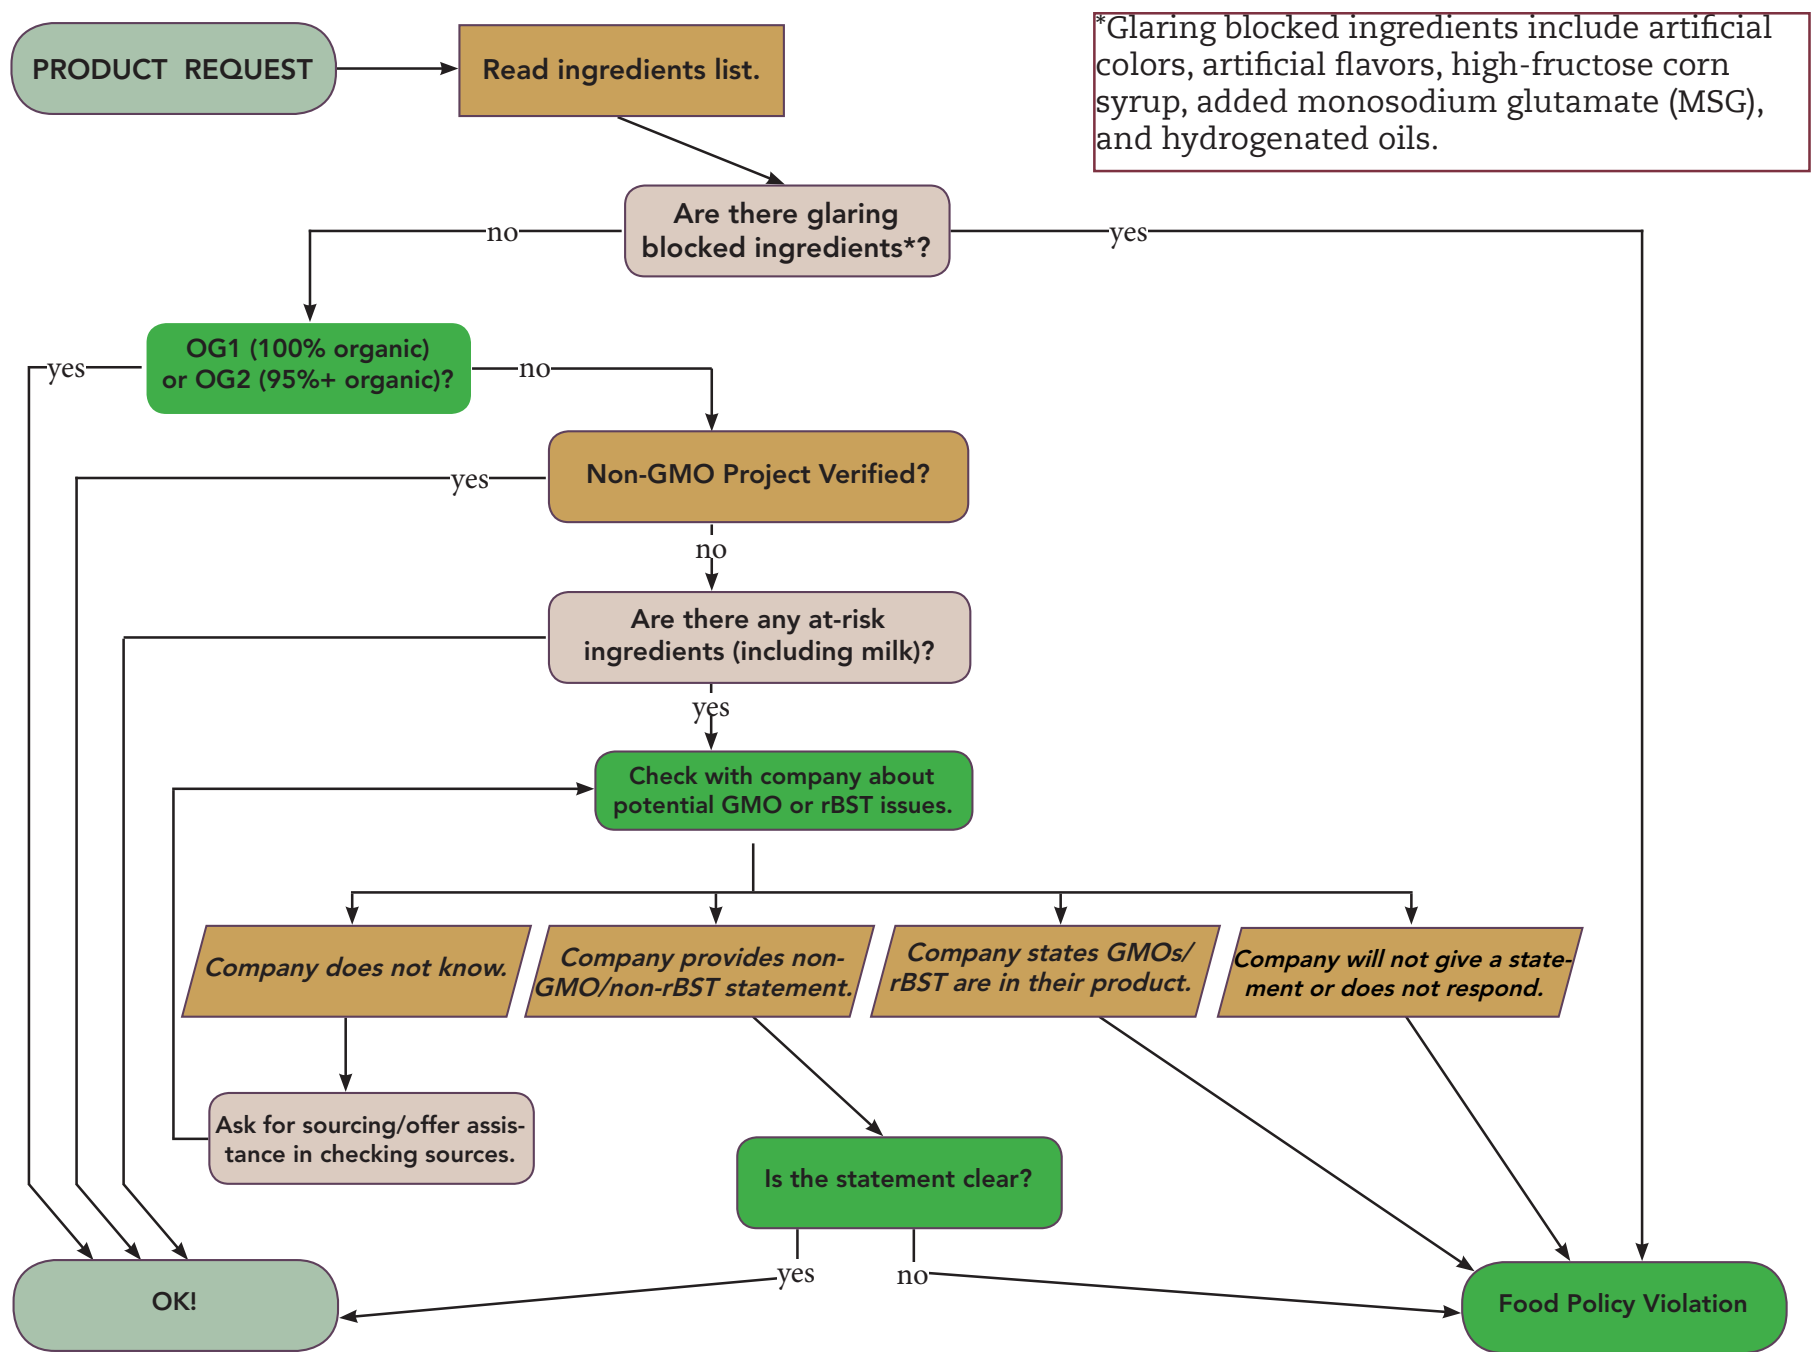 PRODUCT REQUEST
Read ingredients list.
*Glaring blocked ingredients include artificial
colors, artificial flavors, high-fructose corn
syrup, added monosodium glutamate (MSG),
and hydrogenated oils.
Are there glaring
blocked ingredients*?
no
yes
OG1 (100% organic)
or OG2 (95%+ organic)?
yes
no
Non-GMO Project Verified?
yes
no
Are there any at-risk
ingredients (including milk)?
yes
Check with company about
potential GMO or rBST issues.
Company does not know.
Company provides non-
GMO/non-rBST statement.
Company states GMOs/
rBST are in their product.
Company will not give a state-
ment or does not respond.
Ask for sourcing/offer assis-
tance in checking sources.
Is the statement clear?
yes
no
OK!
Food Policy Violation